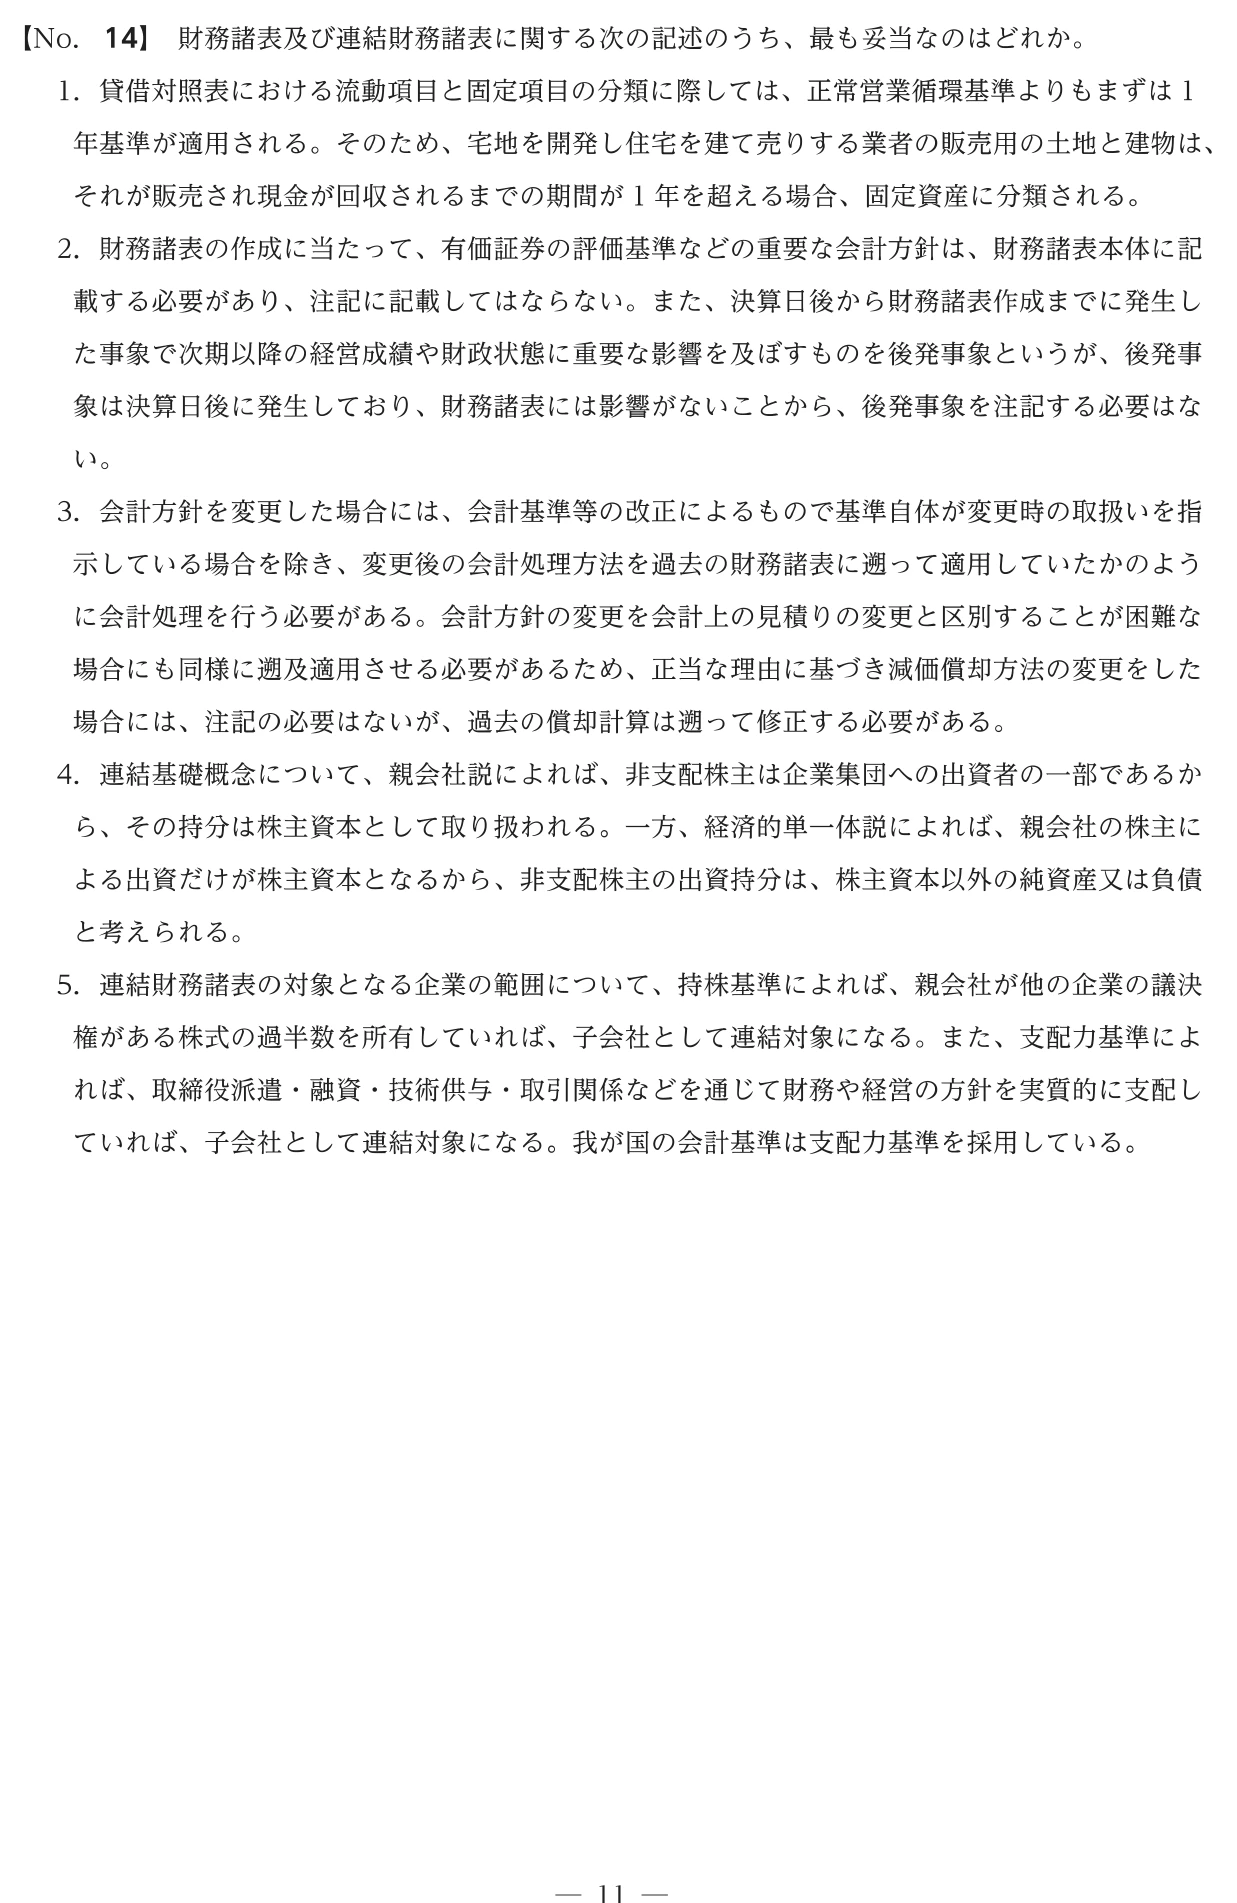 【No. 14】 財務諸表及び連結財務諸表に関する次の記述のうち、最も妥当なのはどれか。
1. 貸借対照表における流動項目と固定項目の分類に際しては、正常営業循環基準よりもまずは1
年基準が適用される。そのため、宅地を開発し住宅を建て売りする業者の販売用の土地と建物は、
それが販売され現金が回収されるまでの期間が1年を超える場合、固定資産に分類される。
2. 財務諸表の作成に当たって、有価証券の評価基準などの重要な会計方針は、財務諸表本体に記
載する必要があり、注記に記載してはならない。また、決算日後から財務諸表作成までに発生し
た事象で次期以降の経営成績や財政状態に重要な影響を及ぼすものを後発事象というが、後発事
象は決算日後に発生しており、財務諸表には影響がないことから、後発事象を注記する必要はな
い。
3. 会計方針を変更した場合には、会計基準等の改正によるもので基準自体が変更時の取扱いを指
示している場合を除き、変更後の会計処理方法を過去の財務諸表に遡って適用していたかのよう
に会計処理を行う必要がある。会計方針の変更を会計上の見積りの変更と区別することが困難な
場合にも同様に遡及適用させる必要があるため、正当な理由に基づき減価償却方法の変更をした
場合には、注記の必要はないが、過去の償却計算は遡って修正する必要がある。
4. 連結基礎概念について、親会社説によれば、非支配株主は企業集団への出資者の一部であるか
ら、その持分は株主資本として取り扱われる。一方、経済的単一体説によれば、親会社の株主に
よる出資だけが株主資本となるから、非支配株主の出資持分は、株主資本以外の純資産又は負債
と考えられる。
5. 連結財務諸表の対象となる企業の範囲について、持株基準によれば、親会社が他の企業の議決
権がある株式の過半数を所有していれば、子会社として連結対象になる。また、支配力基準によ
れば、取締役派遣・融資・技術供与・取引関係などを通じて財務や経営の方針を実質的に支配し
ていれば、子会社として連結対象になる。我が国の会計基準は支配力基準を採用している。
— 11 —